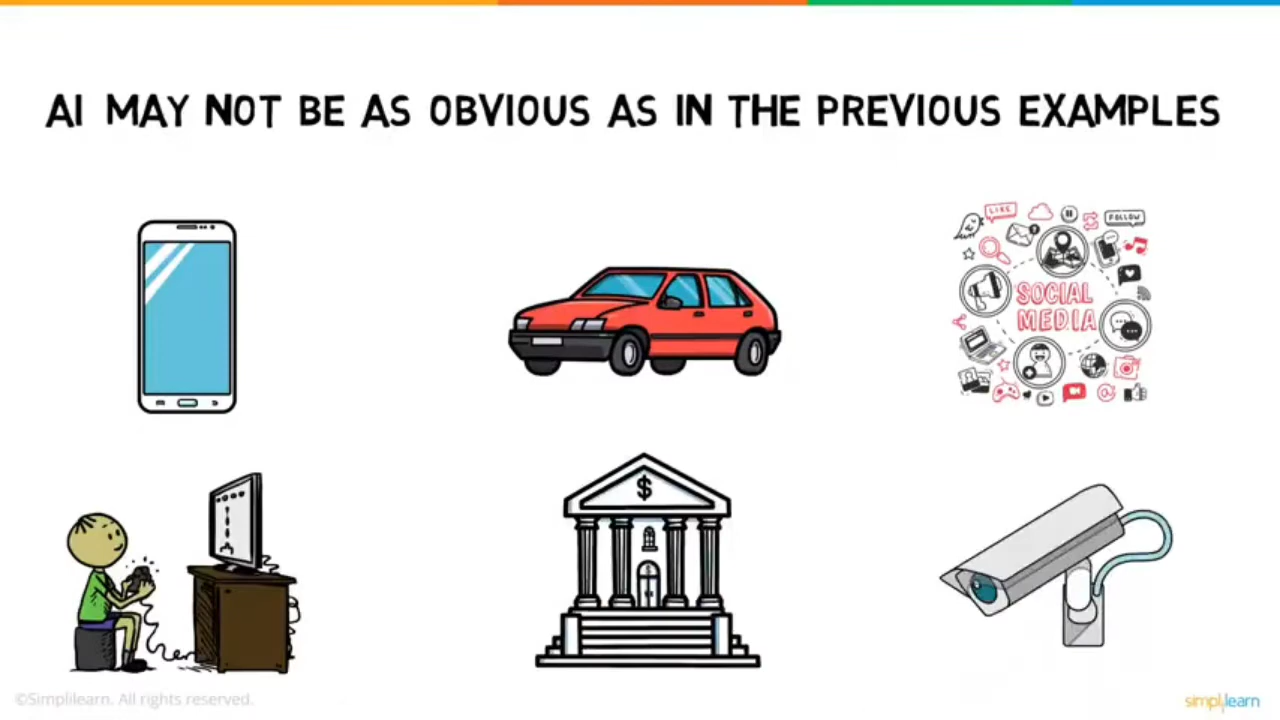 AI MAY NOT BE AS OBVIOUS AS IN THE PREVIOUS EXAMPLES
LIKE
FOLLOW
SOCIAL
MEDIA
$
©Simplilearn. All rights reserved.
simplilearn